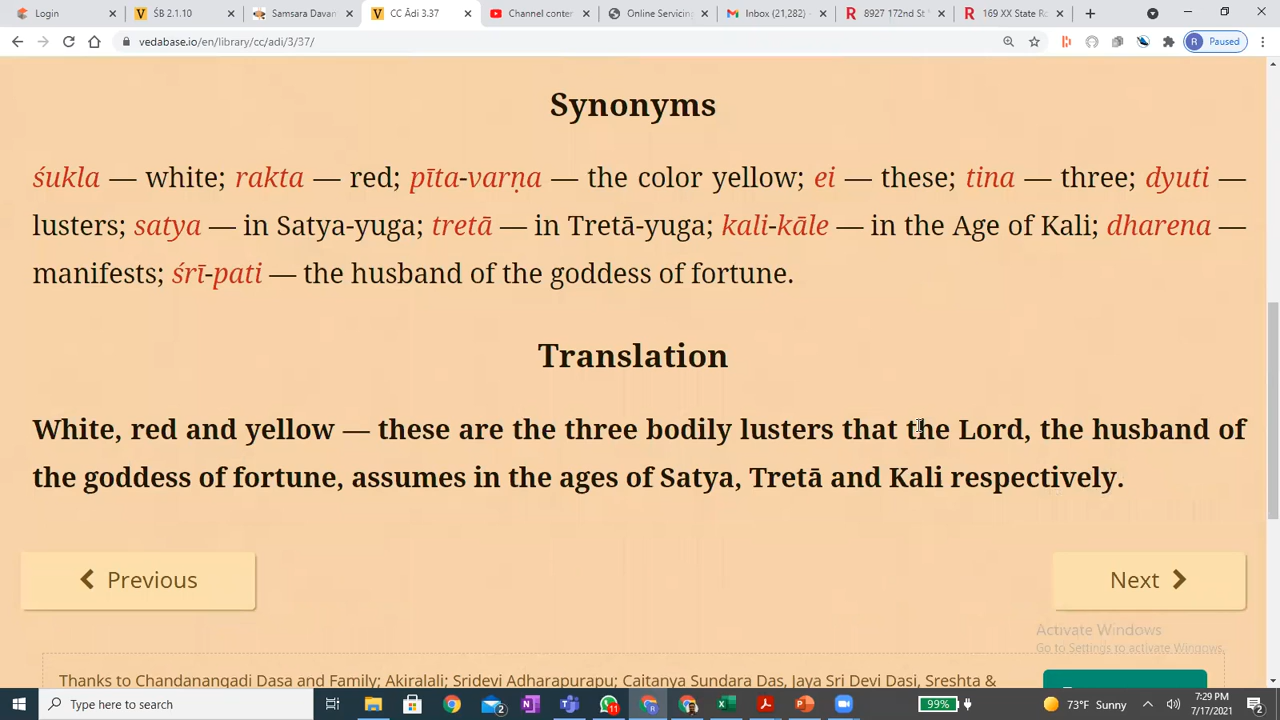 Login
ŚB 2.1.10
Samsara Davan
CC Ādi 3.37
Channel conten
Online Servicing
Inbox (21,282) -
8927 172nd St
169 XX State Ro
vedabase.io/en/library/cc/adi/3/37/
R Paused
Synonyms
śukla — white; rakta — red; pīta-varṇa — the color yellow; ei — these; tina — three; dyuti —
lusters; satya — in Satya-yuga; tretā — in Tretā-yuga; kali-kāle — in the Age of Kali; dharena —
manifests; śrī-pati — the husband of the goddess of fortune.
Translation
White, red and yellow — these are the three bodily lusters that the Lord, the husband of
the goddess of fortune, assumes in the ages of Satya, Tretā and Kali respectively.
Previous
Next
Activate Windows
Go to Settings to activate Windows.
Thanks to Chandanangadi Dasa and Family; Akiralali; Sridevi Adharapurapu; Caitanya Sundara Das, Jaya Sri Devi Dasi, Sreshta &
Type here to search
99%
73°F Sunny
7:29 PM
7/17/2021